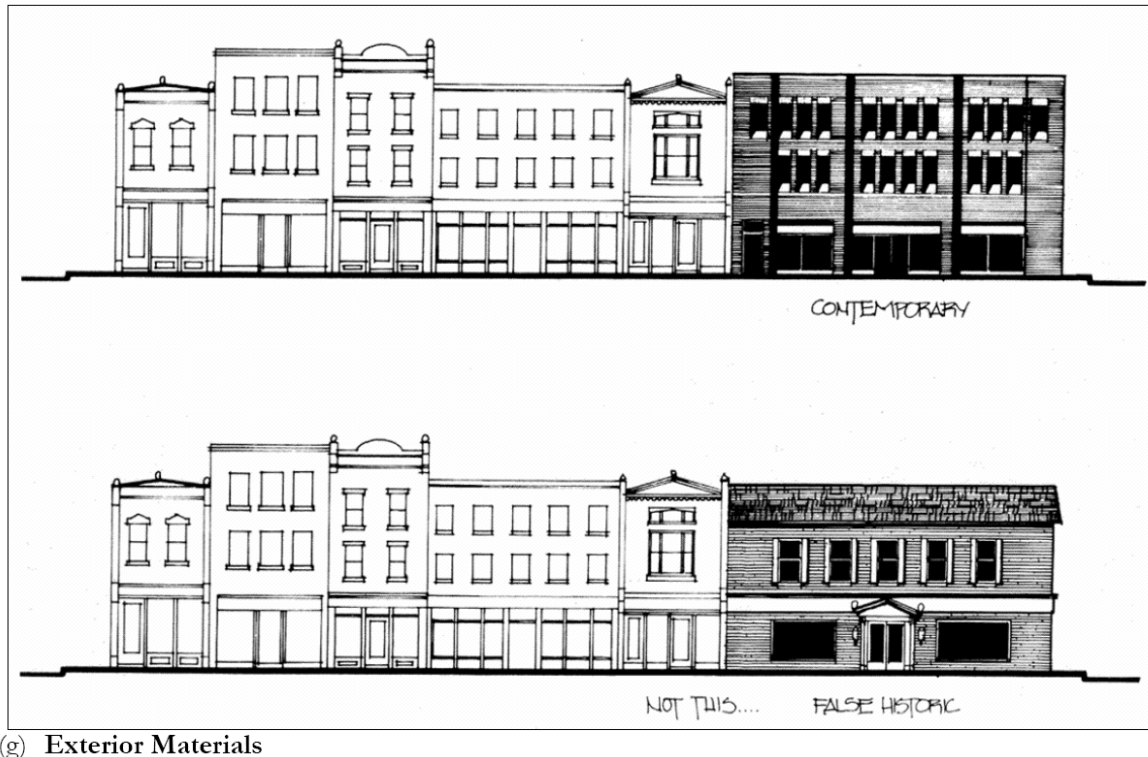 CONTEMPORARY
NOT THIS.... FALSE HISTORIC
(g) Exterior Materials